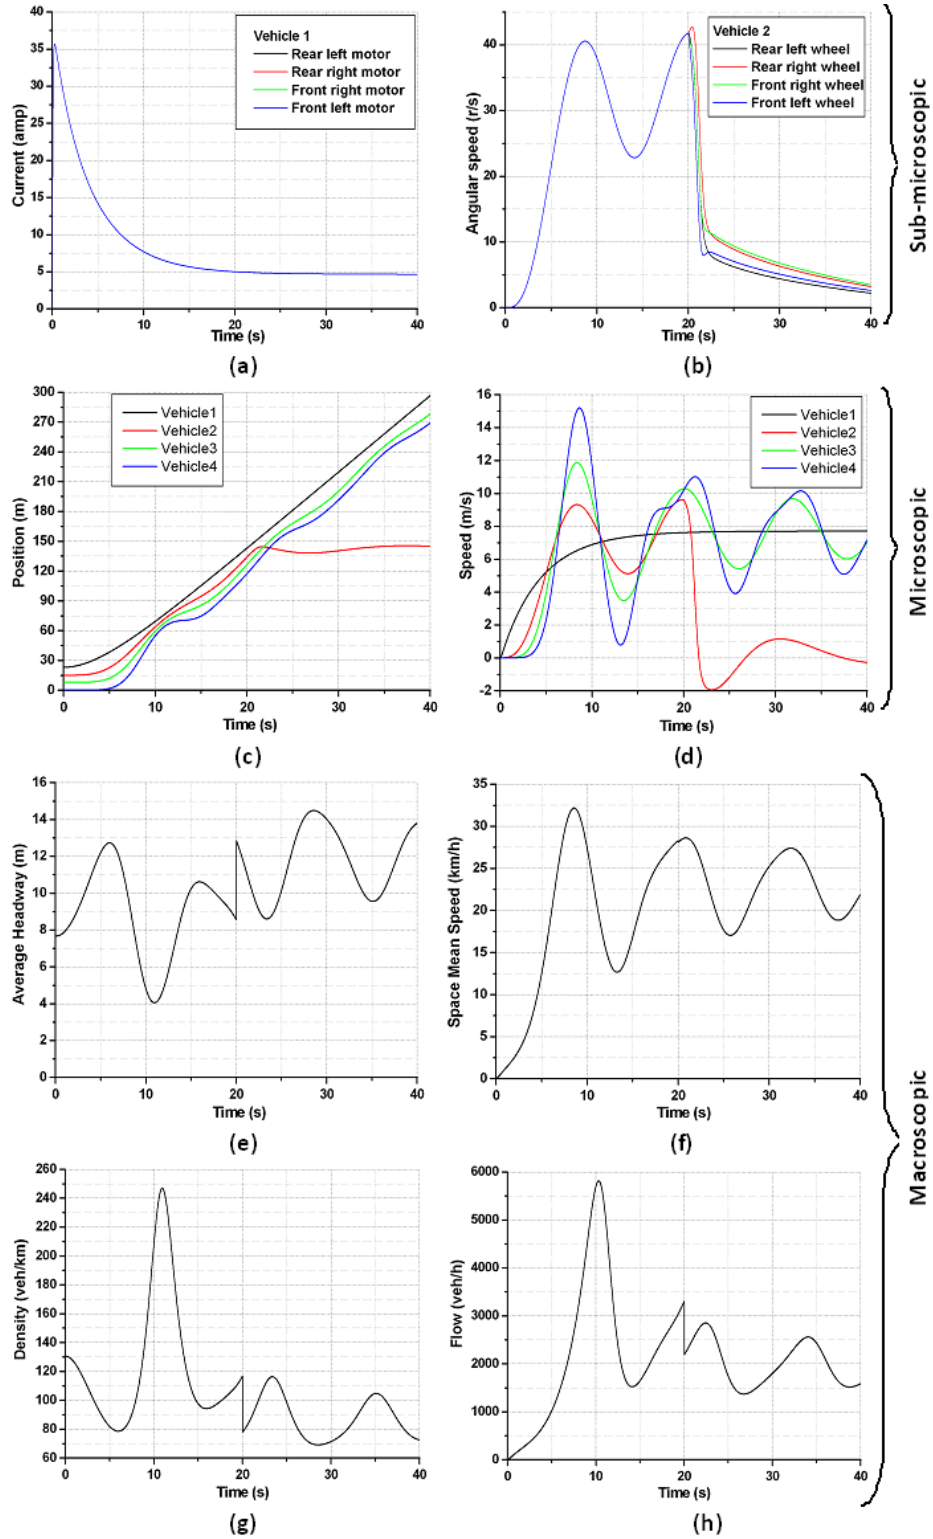 Vehicle 1
Rear left motor
Rear right motor
Front right motor
Front left motor
Current (amp)
40
35
30
25
20
15
10
5
0
0 10 20 30 40
Time (s)
(a)
Vehicle 2
Rear left wheel
Rear right wheel
Front right wheel
Front left wheel
Angular speed (r/s)
40
30
20
10
0
0 10 20 30 40
Time (s)
(b)
Sub-microscopic
Vehicle1
Vehicle2
Vehicle3
Vehicle4
Position (m)
300
270
240
210
180
150
120
90
60
30
0
0 10 20 30 40
Time (s)
(c)
Vehicle1
Vehicle2
Vehicle3
Vehicle4
Speed (m/s)
16
14
12
10
8
6
4
2
0
-2
0 10 20 30 40
Time (s)
(d)
Microscopic
Average Headway (m)
16
14
12
10
8
6
4
2
0
0 10 20 30 40
Time (s)
(e)
Space Mean Speed (km/h)
35
30
25
20
15
10
5
0
0 10 20 30 40
Time (s)
(f)
Density (veh/km)
260
240
220
200
180
160
140
120
100
80
60
0 10 20 30 40
Time (s)
(g)
Flow (veh/h)
6000
5000
4000
3000
2000
1000
0
0 10 20 30 40
Time (s)
(h)
Macroscopic